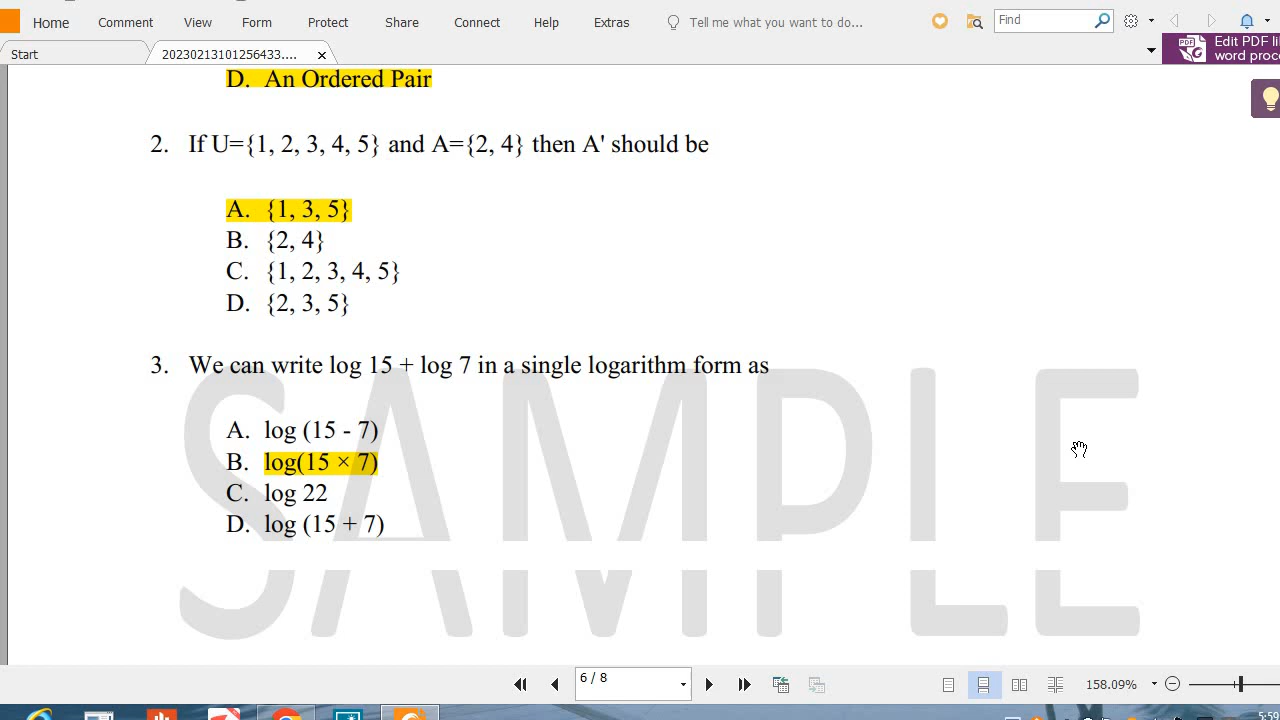 Home Comment View Form Protect Share Connect Help Extras Tell me what you want to do... Find
Start 20230213101256433.... × Edit PDF li
word proc
D. An Ordered Pair
2. If U={1, 2, 3, 4, 5} and A={2, 4} then A' should be
A. {1, 3, 5}
B. {2, 4}
C. {1, 2, 3, 4, 5}
D. {2, 3, 5}
3. We can write log 15 + log 7 in a single logarithm form as
A. log (15 - 7)
B. log(15 × 7)
C. log 22
D. log (15 + 7)
SAMPLE
6 / 8 158.09%